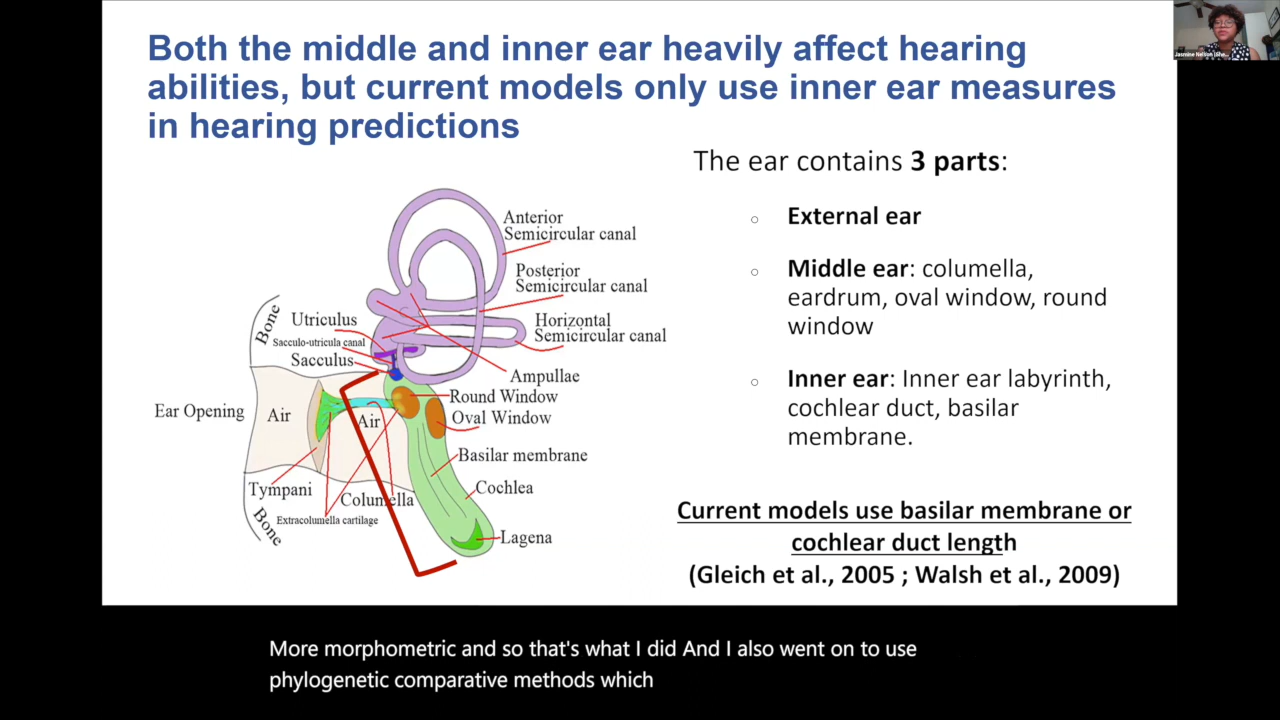 Both the middle and inner ear heavily affect hearing
abilities, but current models only use inner ear measures
in hearing predictions
Jasmine Nelson (She...
The ear contains 3 parts:
External ear
Middle ear: columella,
eardrum, oval window, round
window
Inner ear: Inner ear labyrinth,
cochlear duct, basilar
membrane.
Current models use basilar membrane or
cochlear duct length
(Gleich et al., 2005 ; Walsh et al., 2009)
Anterior
Semicircular canal
Posterior
Semicircular canal
Horizontal
Semicircular canal
Bone
Utriculus
Sacculo-utricula canal
Sacculus
Ampullae
Round Window
Oval Window
Ear Opening
Air
Air
Basilar membrane
Cochlea
Tympani
Columella
Extracolumella cartilage
Bone
Lagena
More morphometric and so that's what I did And I also went on to use
phylogenetic comparative methods which